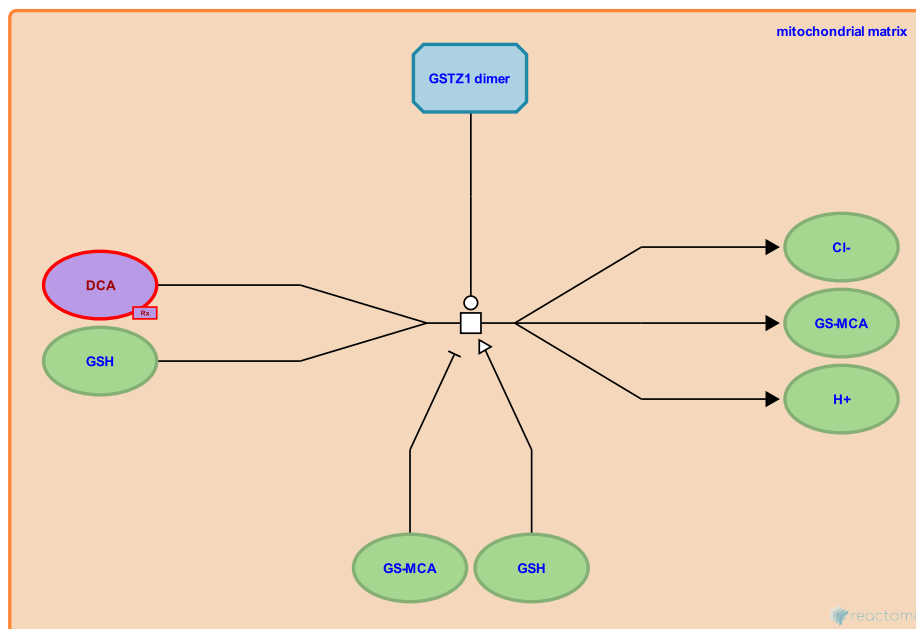 mitochondrial matrix
GSTZ1 dimer
Cl-
DCA
Rx
GS-MCA
GSH
H+
GS-MCA
GSH
reactome